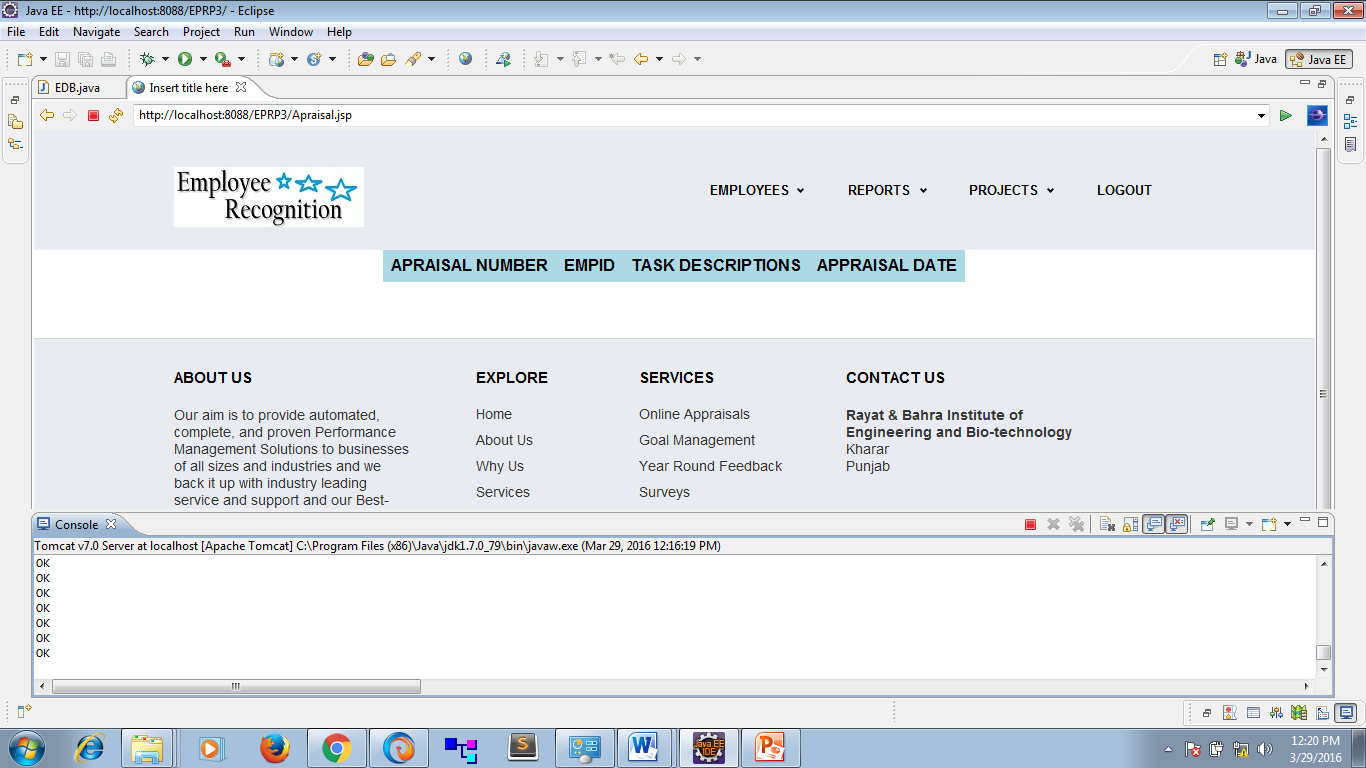 Java EE - http://localhost:8088/EPRP3/ - Eclipse
File Edit Navigate Search Project Run Window Help
Java Java EE
EDB.java Insert title here
http://localhost:8088/EPRP3/Apraisal.jsp
Employee
Recognition
EMPLOYEES REPORTS PROJECTS LOGOUT
APRAISAL NUMBER EMPID TASK DESCRIPTIONS APPRAISAL DATE
ABOUT US
Our aim is to provide automated,
complete, and proven Performance
Management Solutions to businesses
of all sizes and industries and we
back it up with industry leading
service and support and our Best-
EXPLORE
Home
About Us
Why Us
Services
SERVICES
Online Appraisals
Goal Management
Year Round Feedback
Surveys
CONTACT US
Rayat & Bahra Institute of
Engineering and Bio-technology
Kharar
Punjab
Console
Tomcat v7.0 Server at localhost [Apache Tomcat] C:\Program Files (x86)\Java\jdk1.7.0_79\bin\javaw.exe (Mar 29, 2016 12:16:19 PM)
OK
OK
OK
OK
OK
OK
OK
Java EE
IDE
12:20 PM
3/29/2016